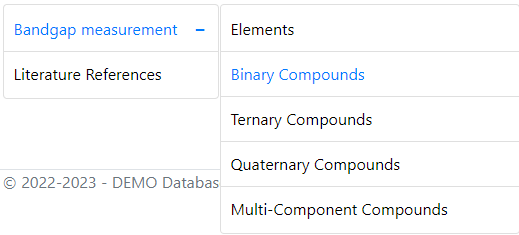 Bandgap measurement −
Literature References
© 2022-2023 - DEMO Databas
Elements
Binary Compounds
Ternary Compounds
Quaternary Compounds
Multi-Component Compounds